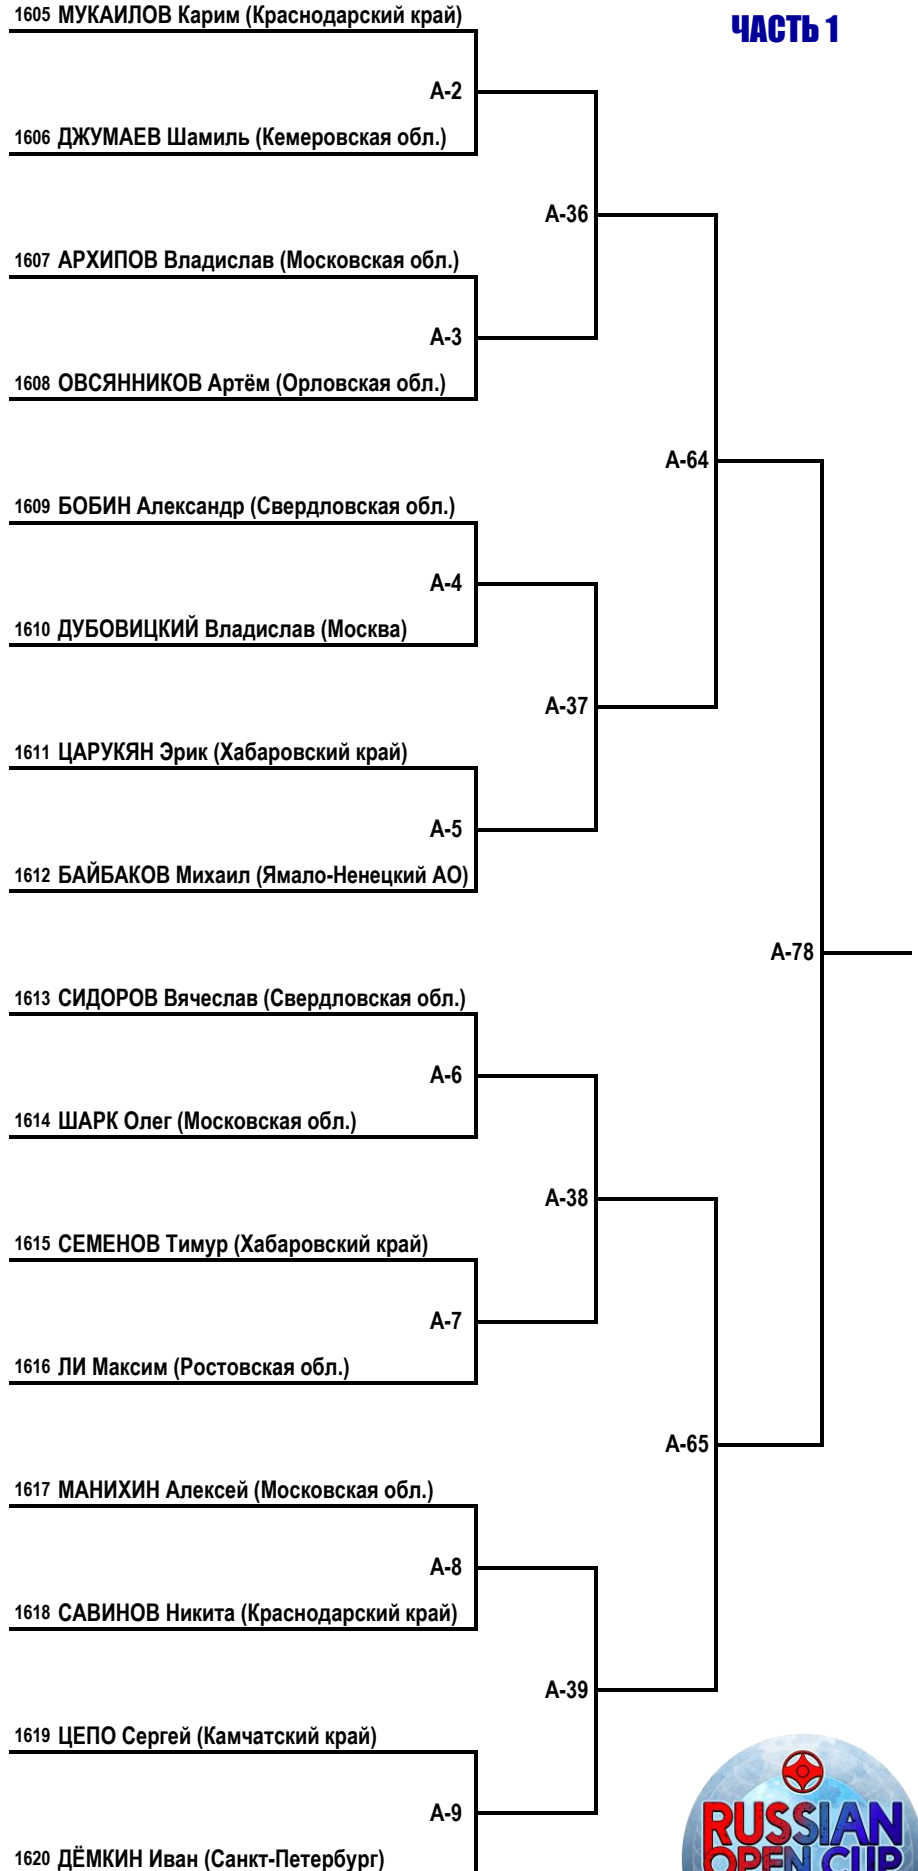 1605 МУКАИЛОВ Карим (Краснодарский край)
ЧАСТЬ 1
А-2
1606 ДЖУМАЕВ Шамиль (Кемеровская обл.)
А-36
1607 АРХИПОВ Владислав (Московская обл.)
А-3
1608 ОВСЯННИКОВ Артём (Орловская обл.)
А-64
1609 БОБИН Александр (Свердловская обл.)
А-4
1610 ДУБОВИЦКИЙ Владислав (Москва)
А-37
1611 ЦАРУКЯН Эрик (Хабаровский край)
А-5
1612 БАЙБАКОВ Михаил (Ямало-Ненецкий АО)
А-78
1613 СИДОРОВ Вячеслав (Свердловская обл.)
А-6
1614 ШАРК Олег (Московская обл.)
А-38
1615 СЕМЕНОВ Тимур (Хабаровский край)
А-7
1616 ЛИ Максим (Ростовская обл.)
А-65
1617 МАНИХИН Алексей (Московская обл.)
А-8
1618 САВИНОВ Никита (Краснодарский край)
А-39
1619 ЦЕПО Сергей (Камчатский край)
А-9
1620 ДЁМКИН Иван (Санкт-Петербург)
RUSSIAN
OPEN CUP